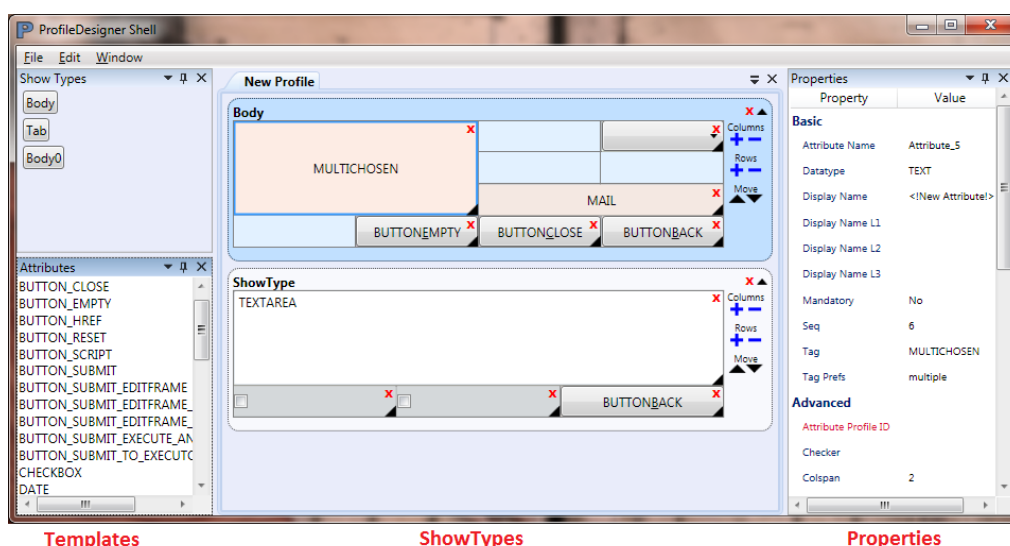 ProfileDesigner Shell
File Edit Window
Show Types
Body
Tab
Body0
Attributes
BUTTON_CLOSE
BUTTON_EMPTY
BUTTON_HREF
BUTTON_RESET
BUTTON_SCRIPT
BUTTON_SUBMIT
BUTTON_SUBMIT_EDITFRAME
BUTTON_SUBMIT_EDITFRAME_
BUTTON_SUBMIT_EDITFRAME_
BUTTON_SUBMIT_EXECUTE_AN
BUTTON_SUBMIT_TO_EXECUTO
CHECKBOX
DATE
New Profile
Body
Columns
Rows
Move
MULTICHOSEN
MAIL
BUTTONEMPTY BUTTONCLOSE BUTTONBACK
ShowType
Columns
Rows
Move
TEXTAREA
BUTTONBACK
Properties
Property Value
Basic
Attribute Name Attribute_5
Datatype TEXT
Display Name <!New Attribute!>
Display Name L1
Display Name L2
Display Name L3
Mandatory No
Seq 6
Tag MULTICHOSEN
Tag Prefs multiple
Advanced
Attribute Profile ID
Checker
Colspan 2
Templates ShowTypes Properties